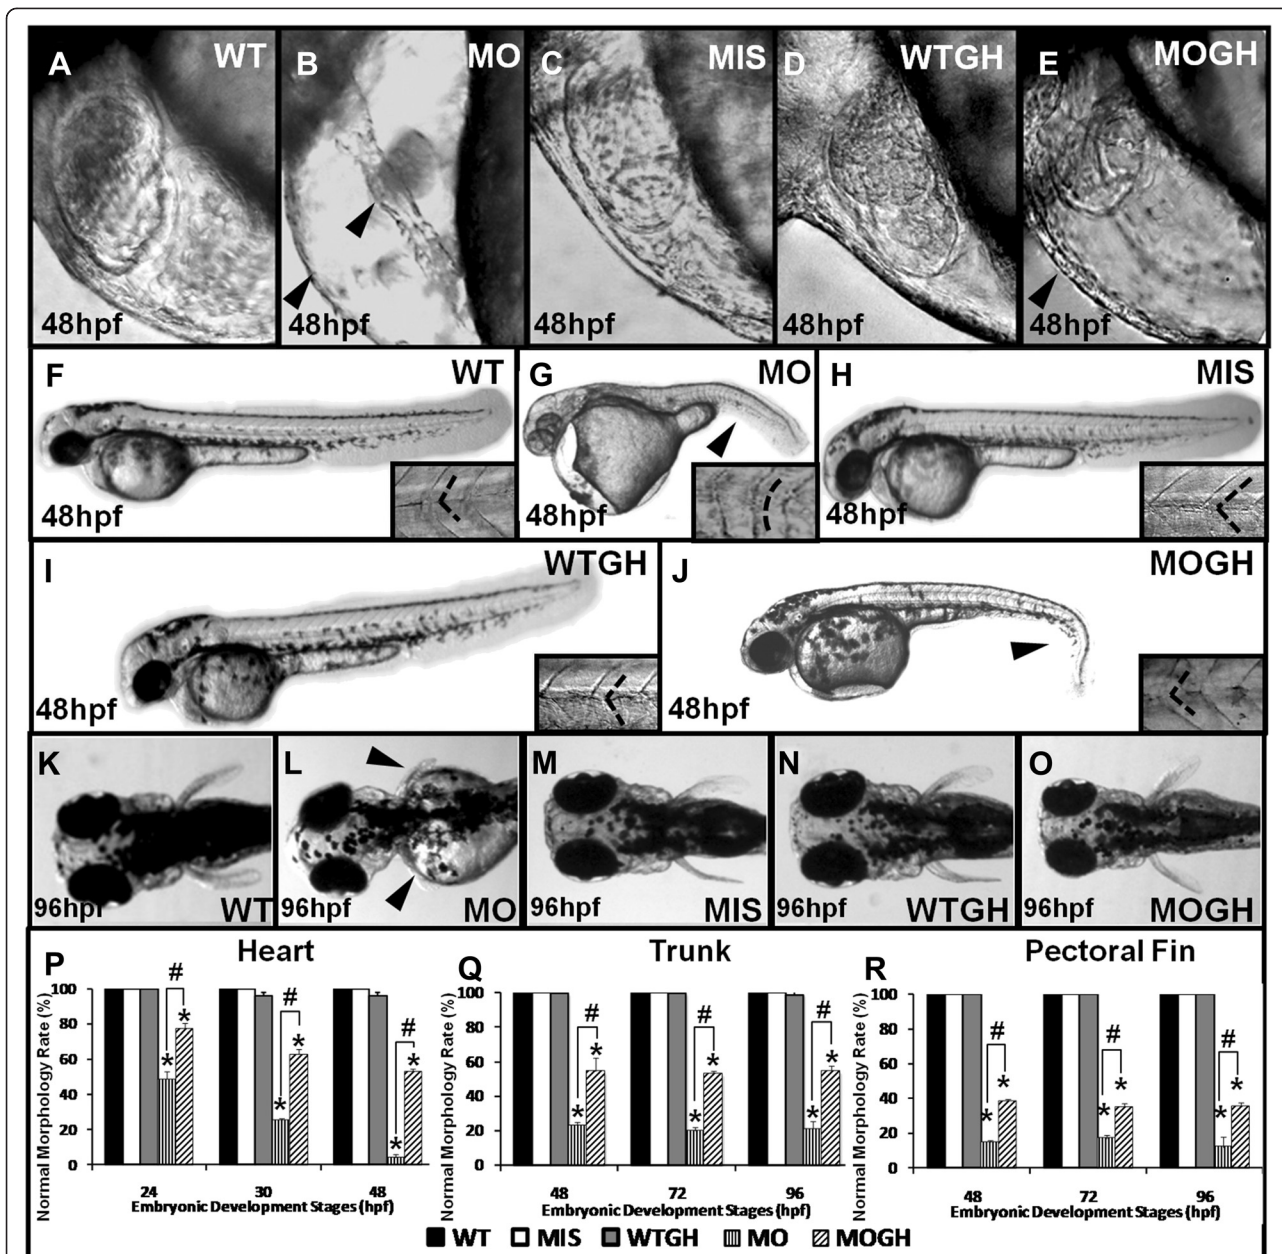 A WT
B MO
C MIS
D WTGH
E MOGH
48hpf 48hpf 48hpf 48hpf 48hpf
F WT
G MO
H MIS
48hpf 48hpf 48hpf
I WTGH
J MOGH
48hpf 48hpf
K L M N O
96hpf WT
96hpf MO
96hpf MIS
96hpf WTGH
96hpf MOGH
P Heart
Normal Morphology Rate (%)
100
80
60
40
20
0
# # #
* * * * * *
24 30 48
Embryonic Development Stages (hpf)
Q Trunk
Normal Morphology Rate (%)
100
80
60
40
20
0
# # #
* * * * * *
48 72 96
Embryonic Development Stages (hpf)
R Pectoral Fin
Normal Morphology Rate (%)
100
80
60
40
20
0
# # #
* * * * * *
48 72 96
Embryonic Development Stages (hpf)
WT MIS WTGH MO MOGH